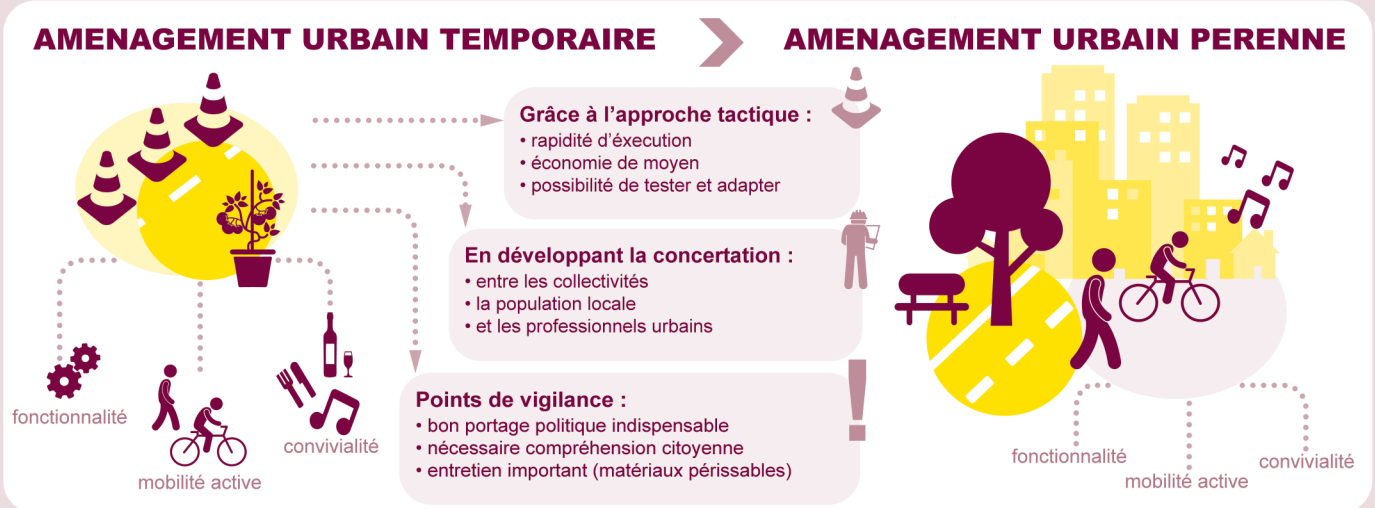 AMENAGEMENT URBAIN TEMPORAIRE
AMENAGEMENT URBAIN PERENNE
Grâce à l'approche tactique :
• rapidité d'éxecution
• économie de moyen
• possibilité de tester et adapter
En développant la concertation :
• entre les collectivités
• la population locale
• et les professionnels urbains
Points de vigilance :
• bon portage politique indispensable
• nécessaire compréhension citoyenne
• entretien important (matériaux périssables)
fonctionnalité
mobilité active
convivialité
fonctionnalité
mobilité active
convivialité